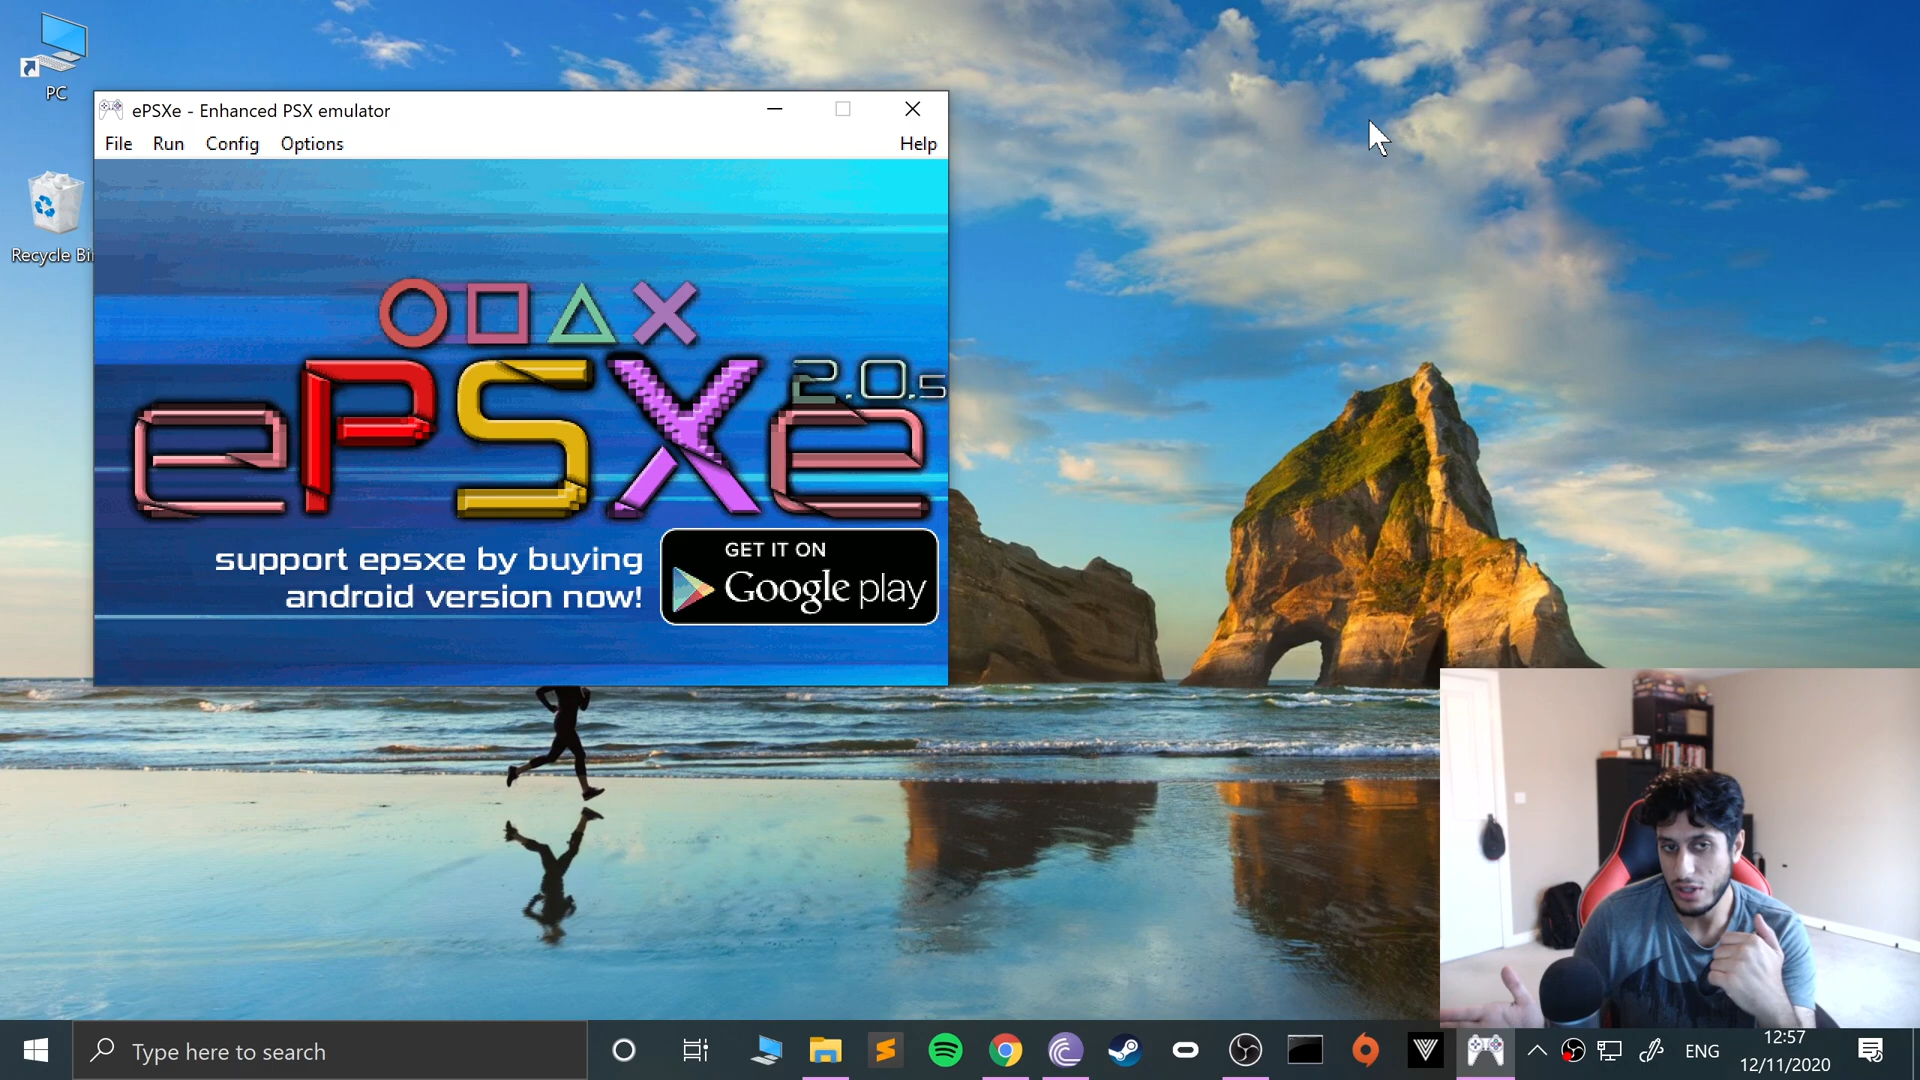 PC
Recycle Bi
ePSXe - Enhanced PSX emulator
File Run Config Options Help
ePSXe 2.0.5
support epsxe by buying
android version now!
GET IT ON
Google play
Type here to search
ENG
12:57
12/11/2020